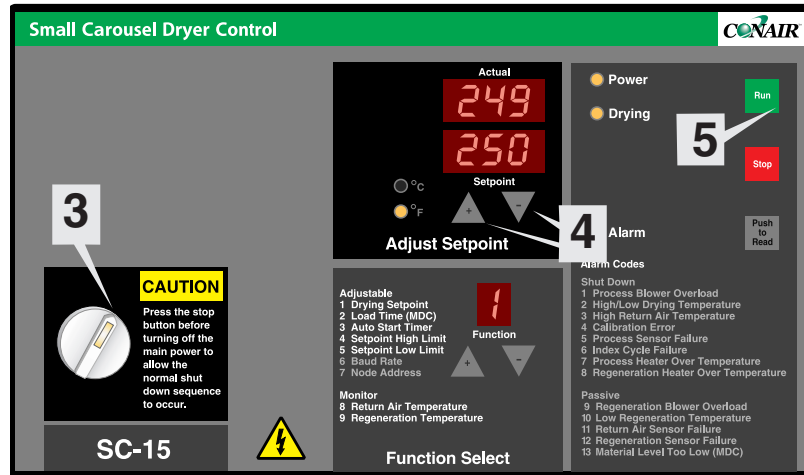 Small Carousel Dryer Control
CONAIR
Actual
249
250
Setpoint
°C
°F
+
-
Adjust Setpoint
Power
Drying
Run
Stop
Alarm
Push
to
Read
3
4
5
CAUTION
Press the stop
button before
turning off the
main power to
allow the
normal shut
down sequence
to occur.
SC-15
Adjustable
1 Drying Setpoint
2 Load Time (MDC)
3 Auto Start Timer
4 Setpoint High Limit
5 Setpoint Low Limit
6 Baud Rate
7 Node Address
Monitor
8 Return Air Temperature
9 Regeneration Temperature
1
Function
+
-
Function Select
Alarm Codes
Shut Down
1 Process Blower Overload
2 High/Low Drying Temperature
3 High Return Air Temperature
4 Calibration Error
5 Process Sensor Failure
6 Index Cycle Failure
7 Process Heater Over Temperature
8 Regeneration Heater Over Temperature
Passive
9 Regeneration Blower Overload
10 Low Regeneration Temperature
11 Return Air Sensor Failure
12 Regeneration Sensor Failure
13 Material Level Too Low (MDC)